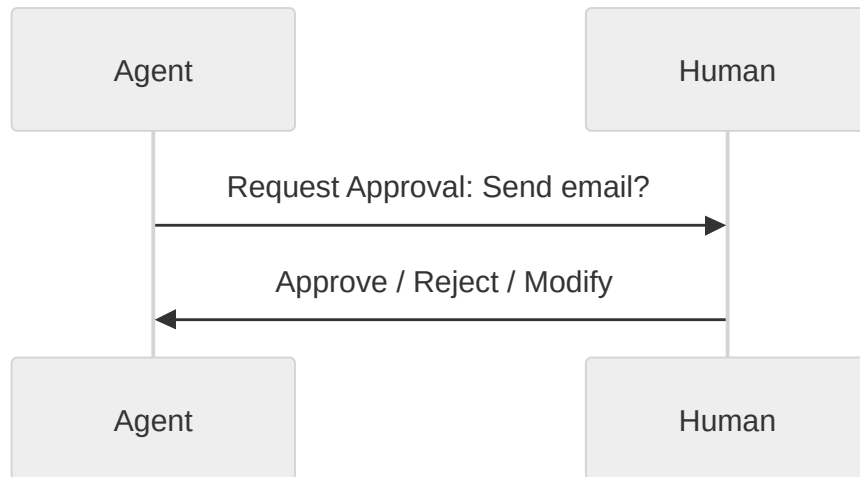 Agent
Human
Request Approval: Send email?
Approve / Reject / Modify
Agent
Human